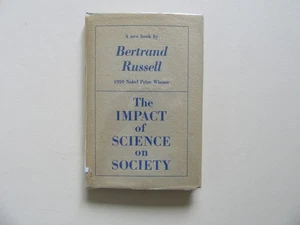 A new book by
Bertrand
Russell
1950 Nobel Prize Winner
The
IMPACT
of
SCIENCE
on
SOCIETY